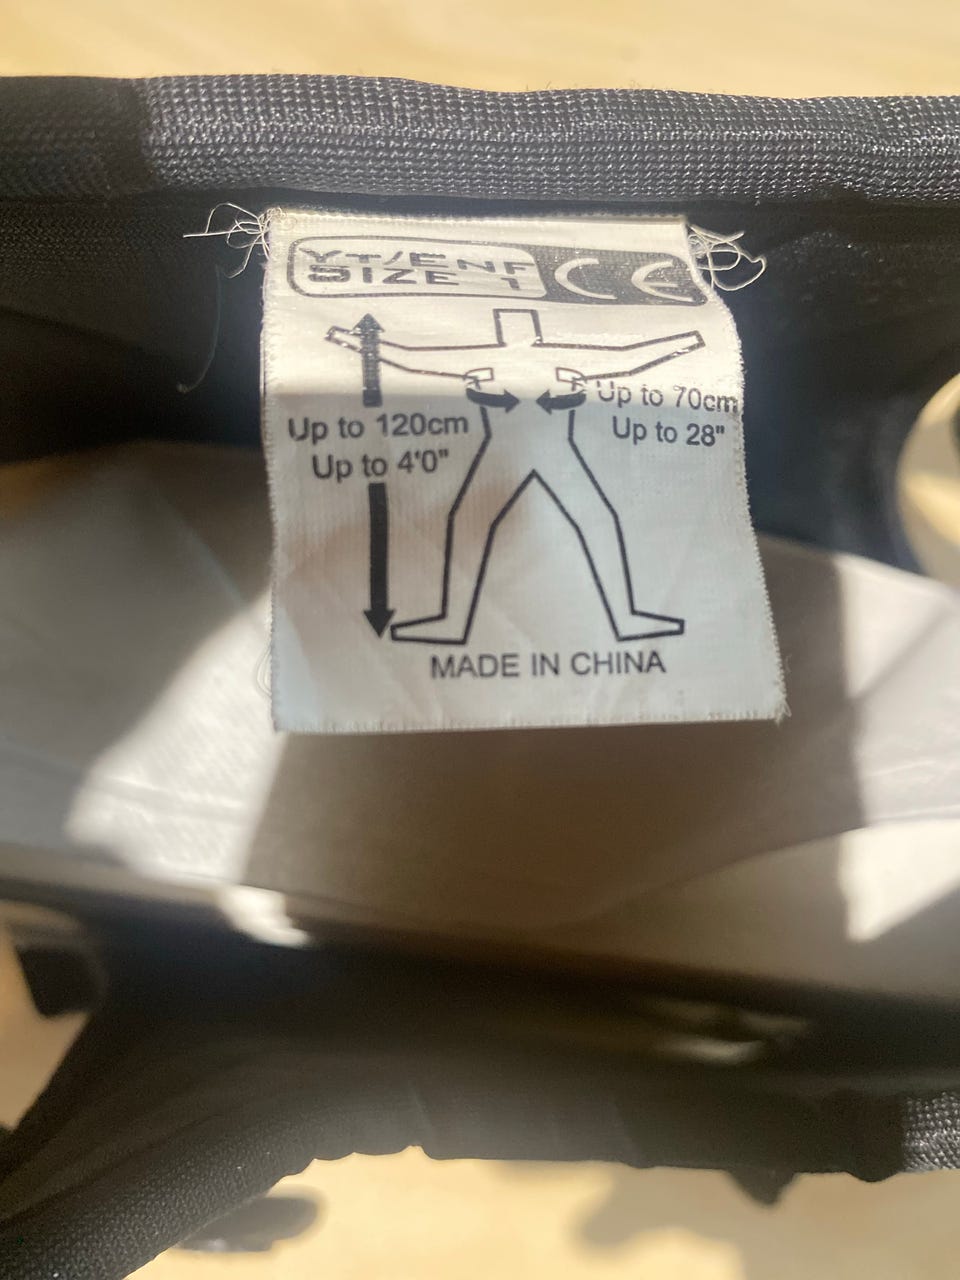 YT/ENF
SIZE 1
CE
Up to 120cm
Up to 4'0"
Up to 70cm
Up to 28"
MADE IN CHINA